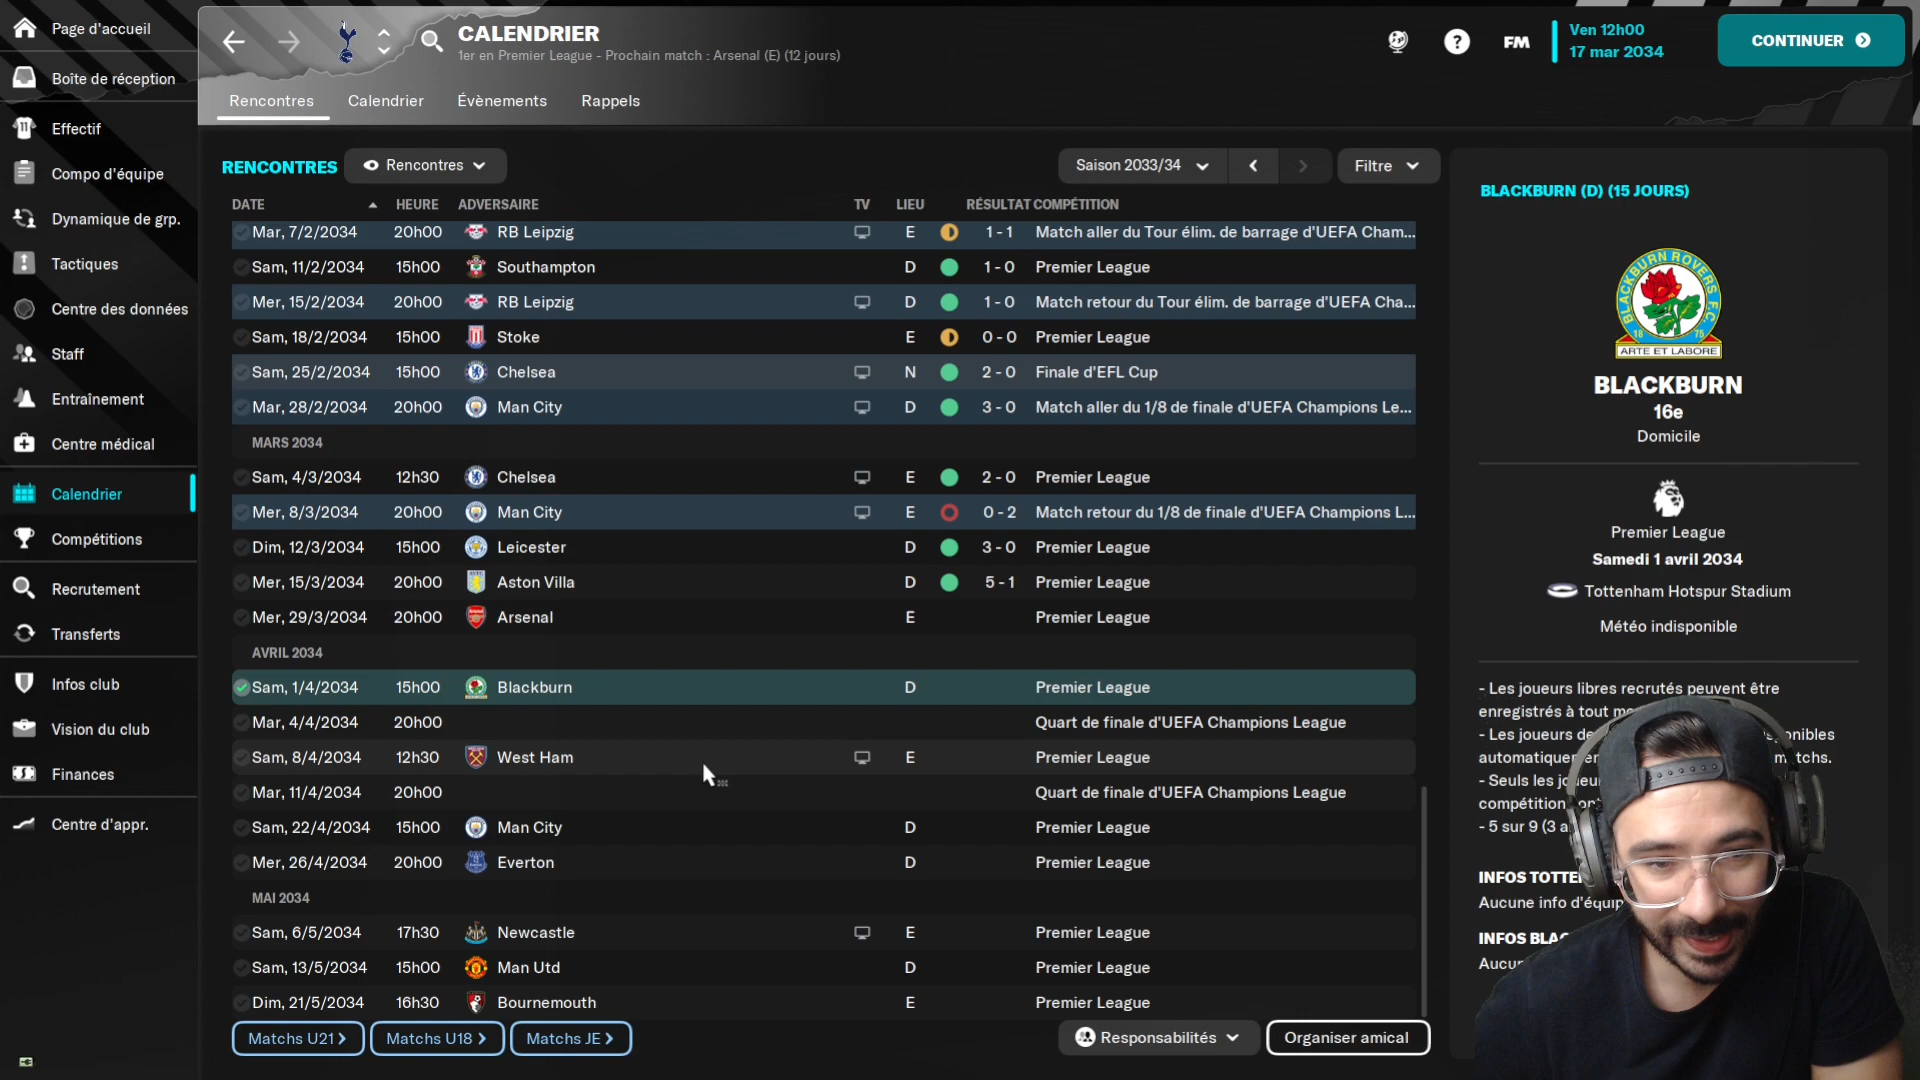 Page d'accueil
Boîte de réception
Effectif
Compo d'équipe
Dynamique de grp.
Tactiques
Centre des données
Staff
Entraînement
Centre médical
Calendrier
Compétitions
Recrutement
Transferts
Infos club
Vision du club
Finances
Centre d'appr.
CALENDRIER
1er en Premier League - Prochain match : Arsenal (E) (12 jours)
FM
Ven 12h00
17 mar 2034
CONTINUER
Rencontres Calendrier Évènements Rappels
RENCONTRES Rencontres Saison 2033/34 Filtre
DATE HEURE ADVERSAIRE TV LIEU RÉSULTAT COMPÉTITION
Mar, 7/2/2034 20h00 RB Leipzig E 1 - 1 Match aller du Tour élim. de barrage d'UEFA Cham...
Sam, 11/2/2034 15h00 Southampton D 1 - 0 Premier League
Mer, 15/2/2034 20h00 RB Leipzig D 1 - 0 Match retour du Tour élim. de barrage d'UEFA Cha...
Sam, 18/2/2034 15h00 Stoke E 0 - 0 Premier League
Sam, 25/2/2034 15h00 Chelsea N 2 - 0 Finale d'EFL Cup
Mar, 28/2/2034 20h00 Man City D 3 - 0 Match aller du 1/8 de finale d'UEFA Champions Le...
MARS 2034
Sam, 4/3/2034 12h30 Chelsea E 2 - 0 Premier League
Mer, 8/3/2034 20h00 Man City E 0 - 2 Match retour du 1/8 de finale d'UEFA Champions L...
Dim, 12/3/2034 15h00 Leicester D 3 - 0 Premier League
Mer, 15/3/2034 20h00 Aston Villa D 5 - 1 Premier League
Mer, 29/3/2034 20h00 Arsenal E Premier League
AVRIL 2034
Sam, 1/4/2034 15h00 Blackburn D Premier League
Mar, 4/4/2034 20h00 Quart de finale d'UEFA Champions League
Sam, 8/4/2034 12h30 West Ham E Premier League
Mar, 11/4/2034 20h00 Quart de finale d'UEFA Champions League
Sam, 22/4/2034 15h00 Man City D Premier League
Mer, 26/4/2034 20h00 Everton D Premier League
MAI 2034
Sam, 6/5/2034 17h30 Newcastle E Premier League
Sam, 13/5/2034 15h00 Man Utd D Premier League
Dim, 21/5/2034 16h30 Bournemouth E Premier League
Matchs U21 Matchs U18 Matchs JE Responsabilités Organiser amical
BLACKBURN (D) (15 JOURS)
BLACKBURN ROVERS F.C.
18 75
ARTE ET LABORE
BLACKBURN
16e
Domicile
Premier League
Samedi 1 avril 2034
Tottenham Hotspur Stadium
Météo indisponible
- Les joueurs libres recrutés peuvent être
enregistrés à tout
- Les joueurs
- Seuls les
compétition
- 5 sur 9 (3
INFOS
Aucune info
INFOS